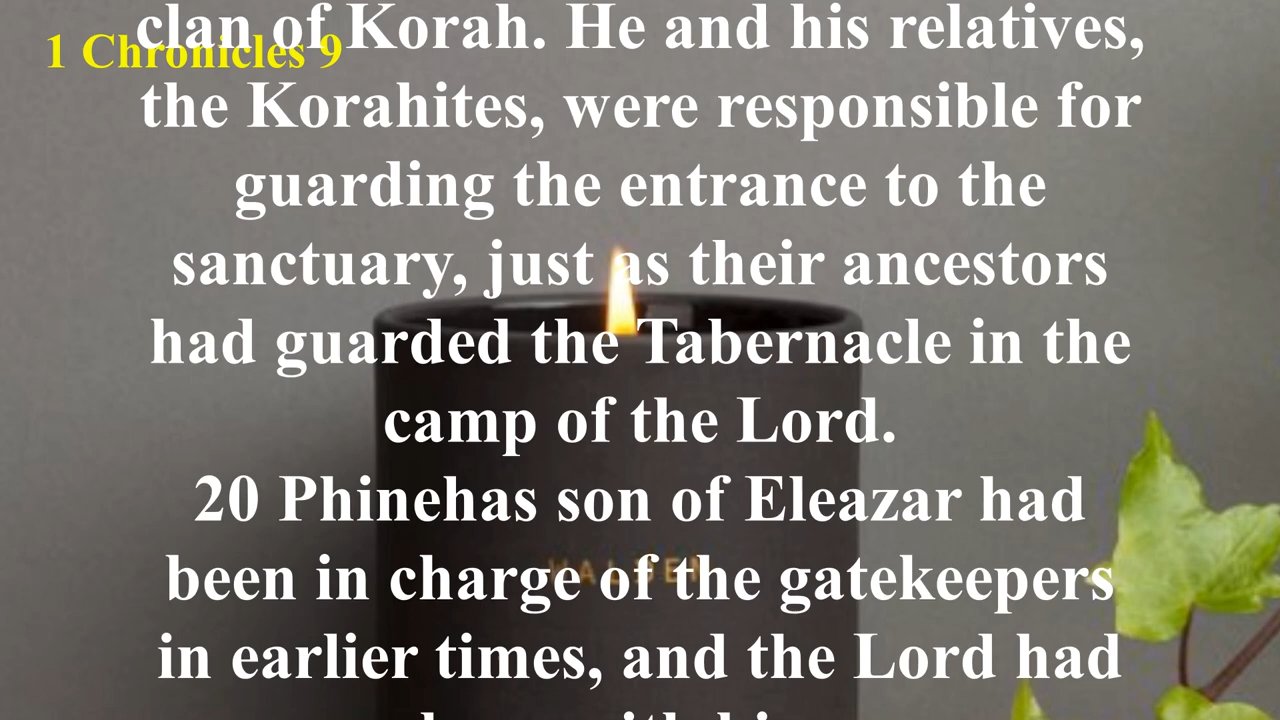 clan of Korah. He and his relatives,
1 Chronicles 9
the Korahites, were responsible for
guarding the entrance to the
sanctuary, just as their ancestors
had guarded the Tabernacle in the
camp of the Lord.
20 Phinehas son of Eleazar had
been in charge of the gatekeepers
in earlier times, and the Lord had